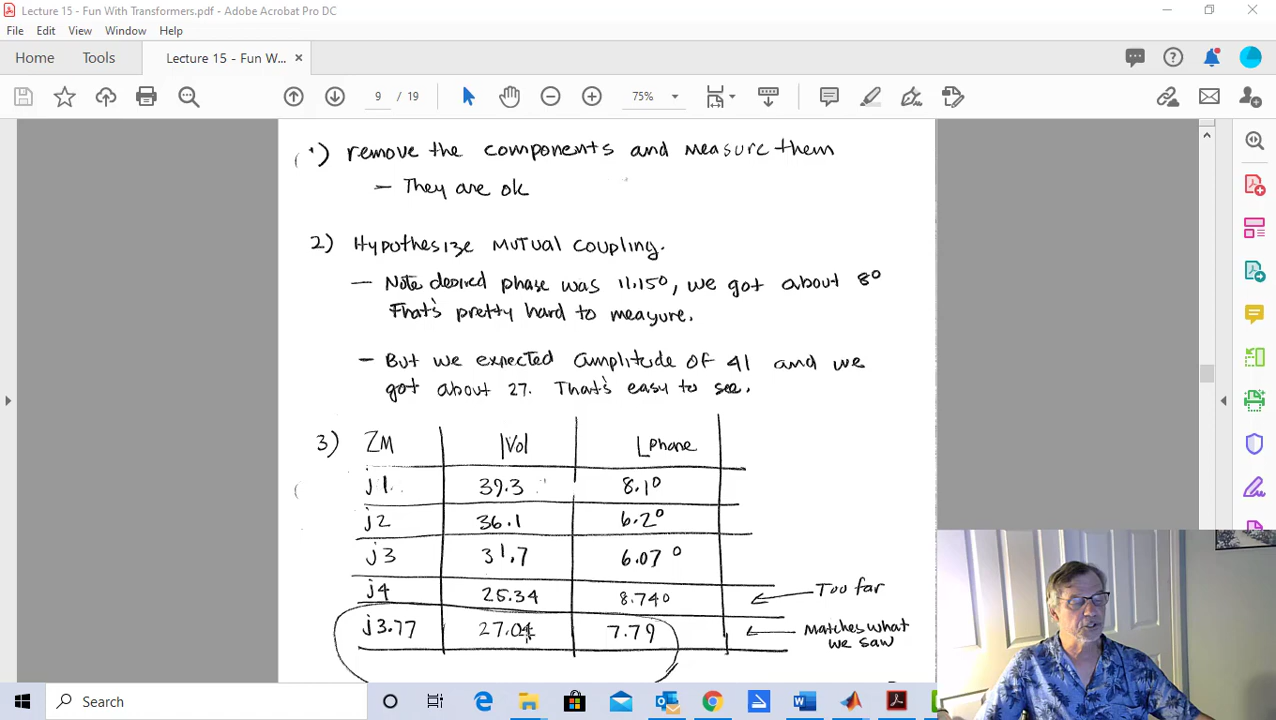 Lecture 15 - Fun With Transformers.pdf - Adobe Acrobat Pro DC
File Edit View Window Help
Home Tools Lecture 15 - Fun W... ×
9 / 19 75%
1) remove the components and measure them
- They are ok
2) Hypothesize mutual coupling.
- Note desired phase was 11.15°, we got about 8°
That's pretty hard to measure.
- But we expected amplitude of 41 and we
got about 27. That's easy to see.
3) ZM |Vo| ∠Phase
j1 39.3 8.1°
j2 36.1 6.2°
j3 31.7 6.07°
j4 25.34 8.74° ← Too far
j3.77 27.04 7.79 ← Matches what
we saw
Search